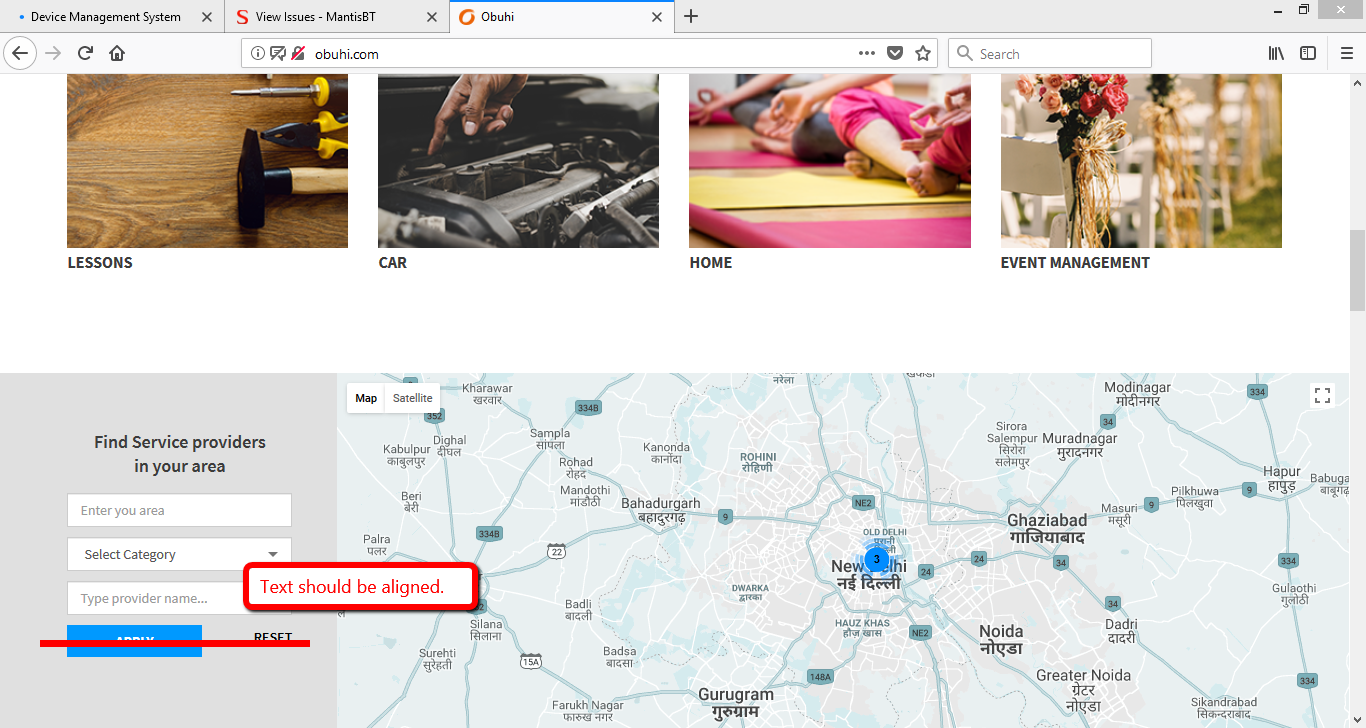 Device Management System
View Issues - MantisBT
Obuhi
obuhi.com
Search
LESSONS
CAR
HOME
EVENT MANAGEMENT
Find Service providers
in your area
Enter you area
Select Category
Type provider name...
APPLY
RESET
Text should be aligned.
Map
Satellite
Kharawar
खरवार
नरेला
Modinagar
मोदीनगर
334
352
334B
34
Kabulpur
काबुलपुर
Dighal
दीघल
Sampla
सांपला
Kanonda
कानोंदा
Sirora
Salempur
सिरोरा
सलेमपुर
Muradnagar
मुरादनगर
Rohad
रोहद
ROHINI
रोहिणी
Hapur
हापुड़
Babuga
बाबूगढ़
Beri
बेरी
Mandothi
मांडोठी
Bahadurgarh
बहादुरगढ़
9
NE2
Masuri
मसूरी
9
Pilkhuwa
पिलखुवा
9
Palra
पलर
334B
22
OLD DELHI
पुरानी
Ghaziabad
गाजियाबाद
3
New Delhi
नई दिल्ली
24
24
34
334
DWARKA
द्वारका
Badli
बादली
Gulaothi
गुलौठी
34
Silana
सिलाना
HAUZ KHAS
हौज़ खास
NE2
Noida
नोएडा
Dadri
दादरी
Surehti
सुरेहती
15A
Badsa
बादसा
148A
Greater Noida
ग्रेटर
नोएडा
334
Gurugram
गुरुग्राम
Farukh Nagar
फारुख नगर
Sikandrabad
सिकन्दराबाद